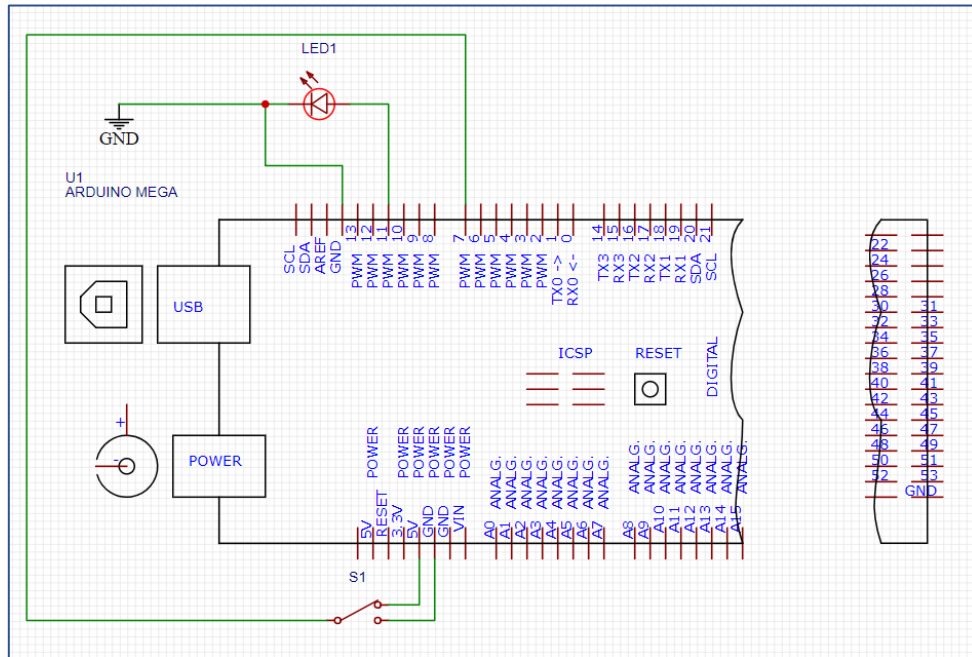 LED1
GND
U1
ARDUINO MEGA
SCL
SDA
AREF
GND
PWM 13
PWM 12
PWM 11
PWM 10
PWM 9
PWM 8
PWM 7
PWM 6
PWM 5
PWM 4
PWM 3
PWM 2
TX0 -> 1
RX0 <- 0
TX3 14
RX3 15
TX2 16
RX2 17
TX1 18
RX1 19
SDA 20
SCL 21
USB
ICSP
RESET
DIGITAL
22
24
26
28
30 31
32 33
34 35
36 37
38 39
40 41
42 43
44 45
46 47
48 49
50 51
52 53
GND
+
-
POWER
POWER
POWER
POWER
POWER
POWER
POWER
5V
RESET
3,3V
5V
GND
GND
VIN
A0 ANALG.
A1 ANALG.
A2 ANALG.
A3 ANALG.
A4 ANALG.
A5 ANALG.
A6 ANALG.
A7 ANALG.
A8 ANALG.
A9 ANALG.
A10 ANALG.
A11 ANALG.
A12 ANALG.
A13 ANALG.
A14 ANALG.
A15 ANALG.
S1